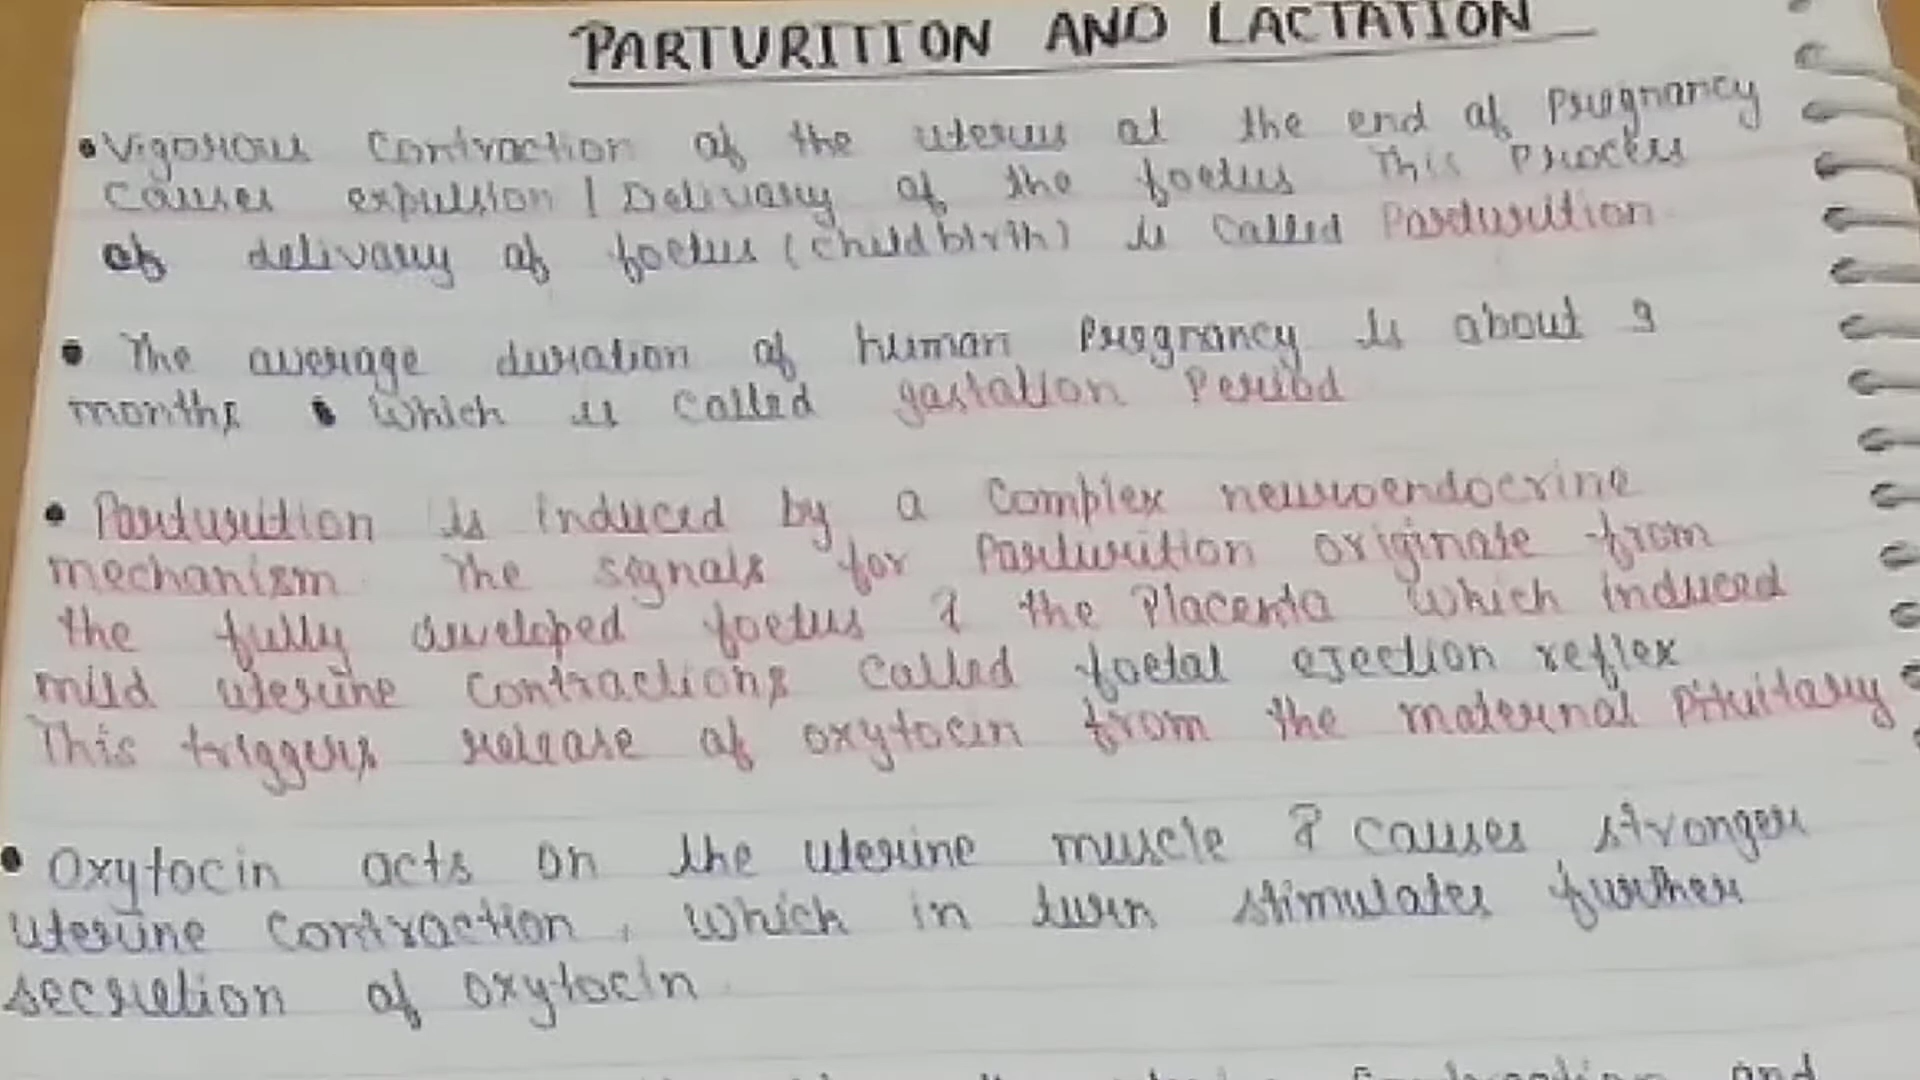 PARTURITION AND LACTATION
• Vigorous Contraction of the uterus at the end of Pregnancy
Causes expulsion / Delivary of the foetus This Process
of delivary of foetus (childbirth) is Called Parturition
• The average duration of human Pregnancy is about 9
months which is called gastation Period
• Parturition is induced by a Complex neuroendocrine
mechanism The signals for Parturition originate from
the fully developed foetus & the Placenta which induced
mild uterine Contractions called foetal ejection reflex
This triggers release of oxytocin from the maternal Pituitary
• Oxytocin acts on the uterine muscle & causes stronger
uterine Contraction, which in turn stimulates further
secretion of oxytocin
and